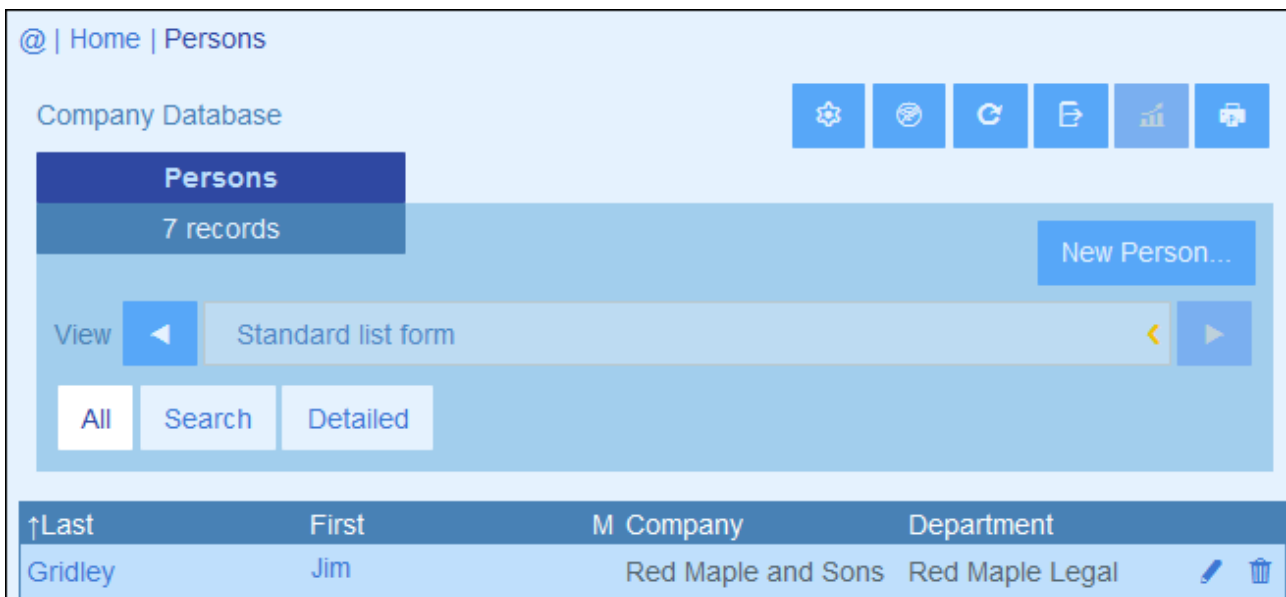 @ | Home | Persons
Company Database
Persons
7 records
New Person...
View Standard list form
All Search Detailed
↑Last First M Company Department
Gridley Jim Red Maple and Sons Red Maple Legal